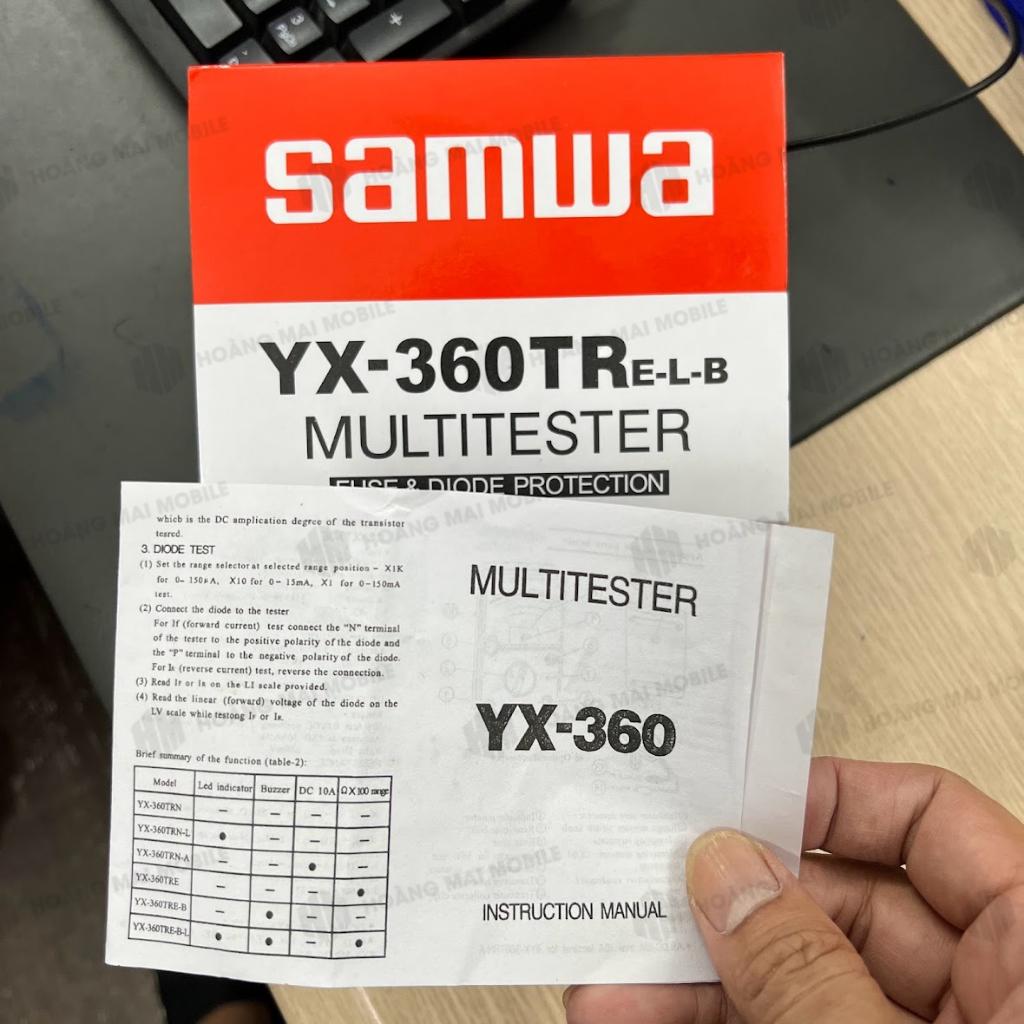 samwa
YX-360TRE-L-B
MULTITESTER
FUSE & DIODE PROTECTION
which is the DC amplication degree of the transistor
tesred.
3. DIODE TEST
(1) Set the range selector at selected range position - X1K
for 0- 150μA, X10 for 0- 15mA, X1 for 0-150mA
test.
(2) Connect the diode to the tester
For If (forward current) tesr connect the "N" terminal
of the tester to the positive polarity of the diode and
the "P" terminal to the negative polarity of the diode.
For IR (reverse current) test, reverse the connection.
(3) Read IF or IR on the LI scale provided.
(4) Read the linear (forward) voltage of the diode on the
LV scale while testong IF or IR.
Brief summary of the function (table-2):
Model Led indicator Buzzer DC 10A ΩX100 range
YX-360TRN - - - -
YX-360TRN-L ● - - -
YX-360TRN-A - - ● -
YX-360TRE - - - ●
YX-360TRE-B - ● - -
YX-360TRE-B-L ● ● - ●
MULTITESTER
YX-360
INSTRUCTION MANUAL
HOÀNG MAI MOBILE